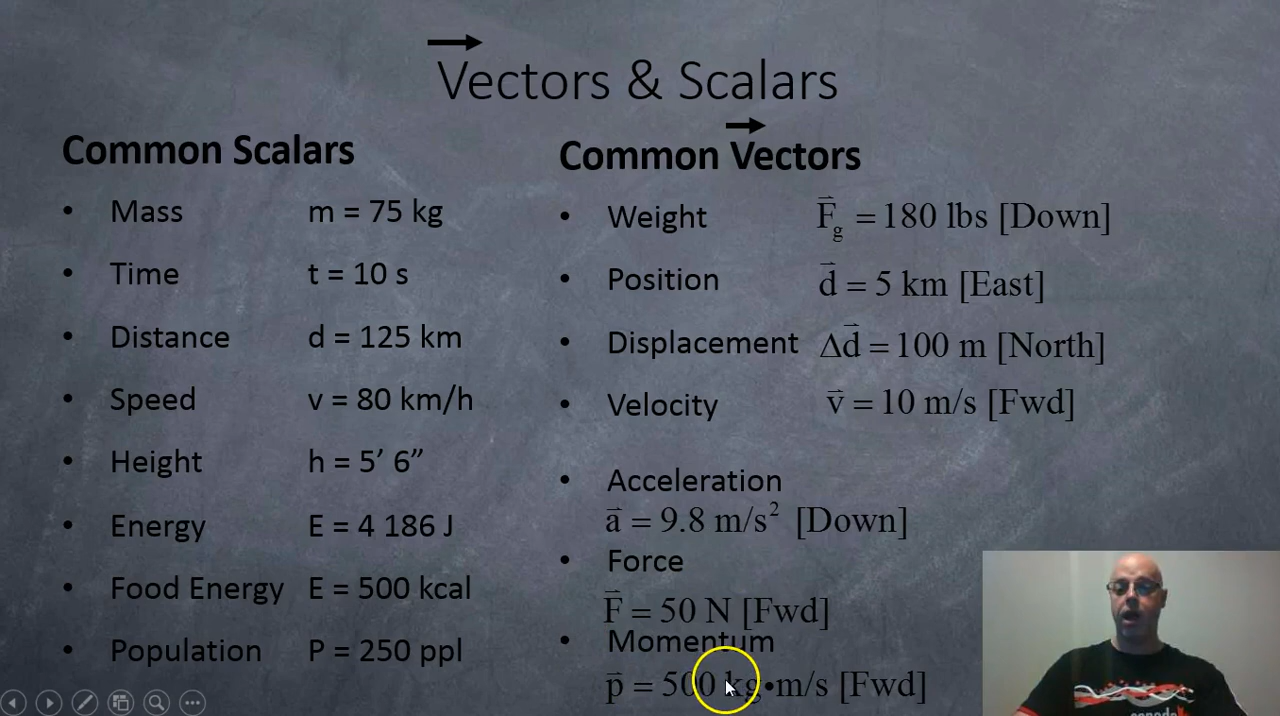 Vectors & Scalars
Common Scalars
• Mass m = 75 kg
• Time t = 10 s
• Distance d = 125 km
• Speed v = 80 km/h
• Height h = 5’ 6”
• Energy E = 4 186 J
• Food Energy E = 500 kcal
• Population P = 250 ppl
Common Vectors
• Weight F⃗g = 180 lbs [Down]
• Position d⃗ = 5 km [East]
• Displacement Δd⃗ = 100 m [North]
• Velocity v⃗ = 10 m/s [Fwd]
• Acceleration
a⃗ = 9.8 m/s² [Down]
• Force
F⃗ = 50 N [Fwd]
• Momentum
p⃗ = 500 kg•m/s [Fwd]
canada